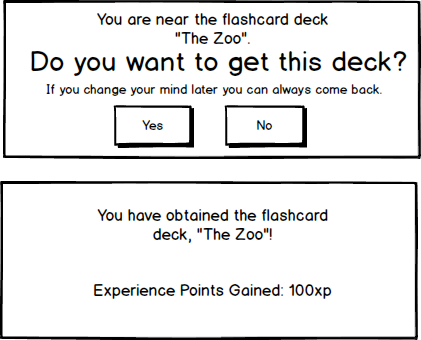 You are near the flashcard deck
"The Zoo".
Do you want to get this deck?
If you change your mind later you can always come back.
Yes
No
You have obtained the flashcard
deck, "The Zoo"!
Experience Points Gained: 100xp